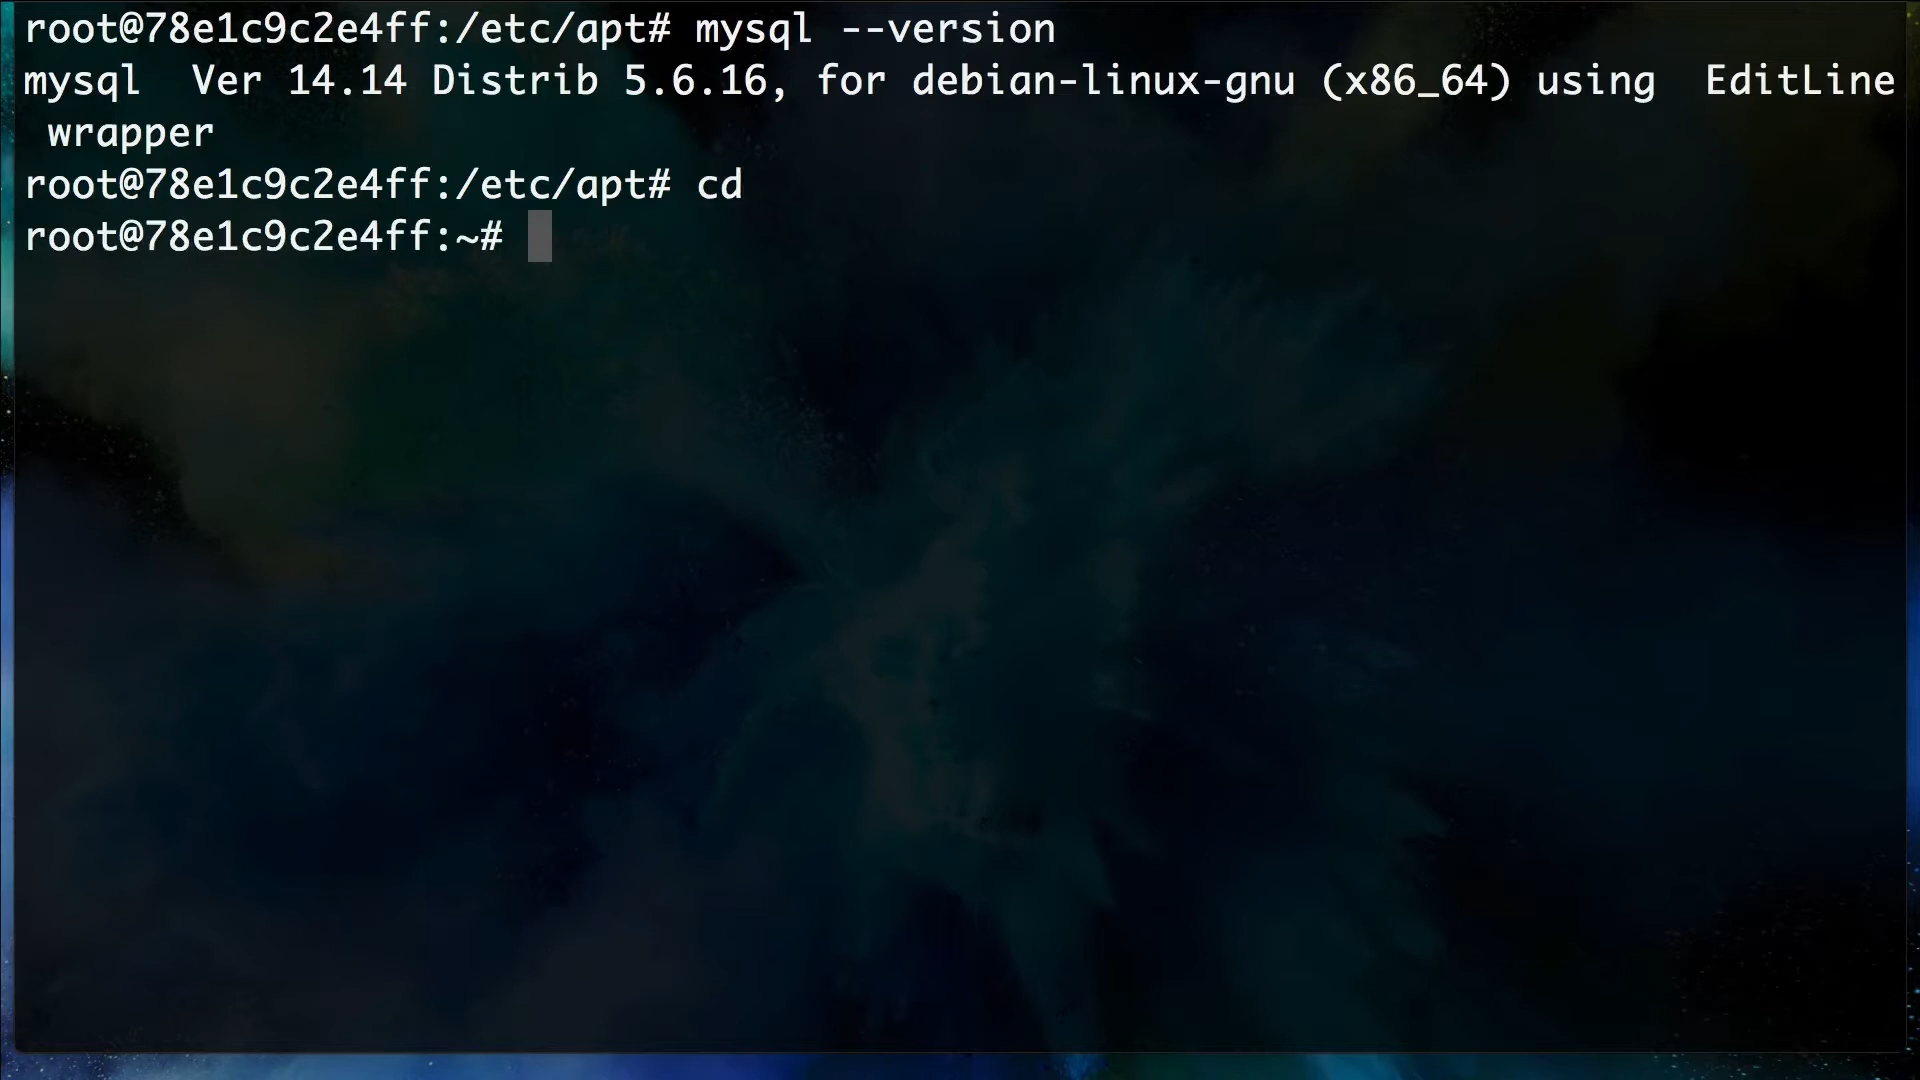 root@78e1c9c2e4ff:/etc/apt# mysql --version
mysql  Ver 14.14 Distrib 5.6.16, for debian-linux-gnu (x86_64) using  EditLine
 wrapper
root@78e1c9c2e4ff:/etc/apt# cd
root@78e1c9c2e4ff:~#